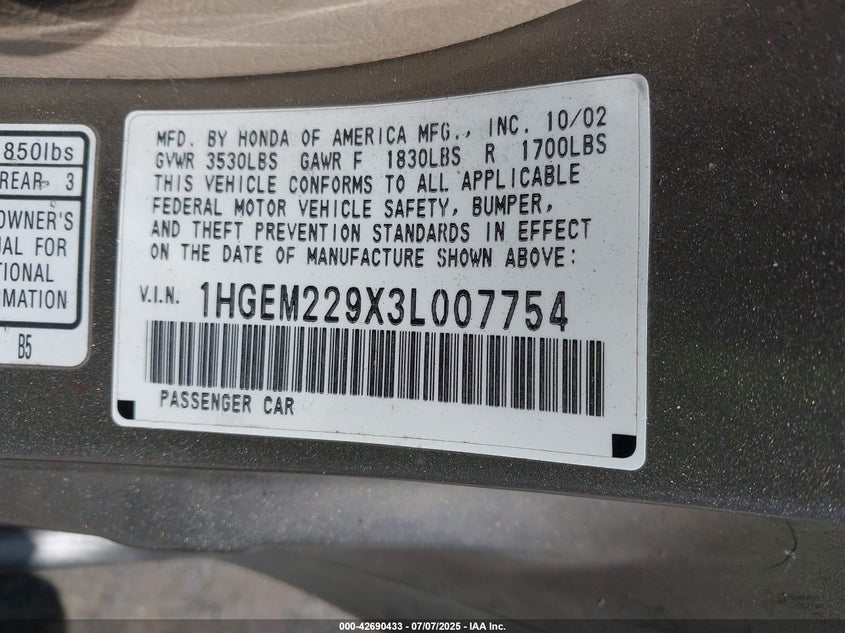 850lbs
REAR 3
OWNER'S
UAL FOR
TIONAL
RMATION
B5
MFD. BY HONDA OF AMERICA MFG., INC. 10/02
GVWR 3530LBS GAWR F 1830LBS R 1700LBS
THIS VEHICLE CONFORMS TO ALL APPLICABLE
FEDERAL MOTOR VEHICLE SAFETY, BUMPER,
AND THEFT PREVENTION STANDARDS IN EFFECT
ON THE DATE OF MANUFACTURE SHOWN ABOVE:
V.I.N. 1HGEM229X3L007754
PASSENGER CAR
000-42690433 - 07/07/2025 - IAA Inc.